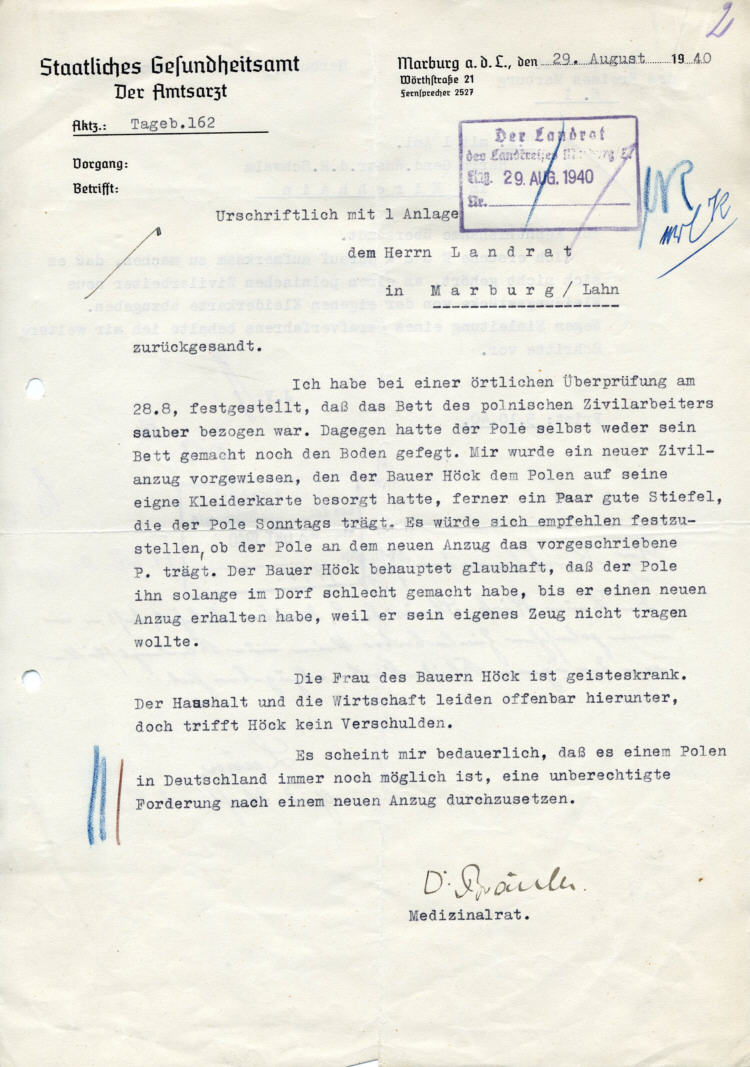 2
Staatliches Gesundheitsamt
Der Amtsarzt
Marburg a.d.L., den 29. August 1940
Wörthstraße 21
Fernsprecher 2527
Aktz.: Tageb.162
Vorgang:
Betrifft:
Der Landrat
des Landkreises Marburg
Eing. 29. AUG. 1940
Nr.
Urschriftlich mit 1 Anlage
dem Herrn Landrat
in Marburg/Lahn
zurückgesandt.
Ich habe bei einer örtlichen Überprüfung am
28.8, festgestellt, daß das Bett des polnischen Zivilarbeiters
sauber bezogen war. Dagegen hatte der Pole selbst weder sein
Bett gemacht noch den Boden gefegt. Mir wurde ein neuer Zivil-
anzug vorgewiesen, den der Bauer Höck dem Polen auf seine
eigne Kleiderkarte besorgt hatte, ferner ein Paar gute Stiefel,
die der Pole Sonntags trägt. Es würde sich empfehlen festzu-
stellen, ob der Pole an dem neuen Anzug das vorgeschriebene
P. trägt. Der Bauer Höck behauptet glaubhaft, daß der Pole
ihn solange im Dorf schlecht gemacht habe, bis er einen neuen
Anzug erhalten habe, weil er sein eigenes Zeug nicht tragen
wollte.
Die Frau des Bauern Höck ist geisteskrank.
Der Haushalt und die Wirtschaft leiden offenbar hierunter,
doch trifft Höck kein Verschulden.
Es scheint mir bedauerlich, daß es einem Polen
in Deutschland immer noch möglich ist, eine unberechtigte
Forderung nach einem neuen Anzug durchzusetzen.
Medizinalrat.